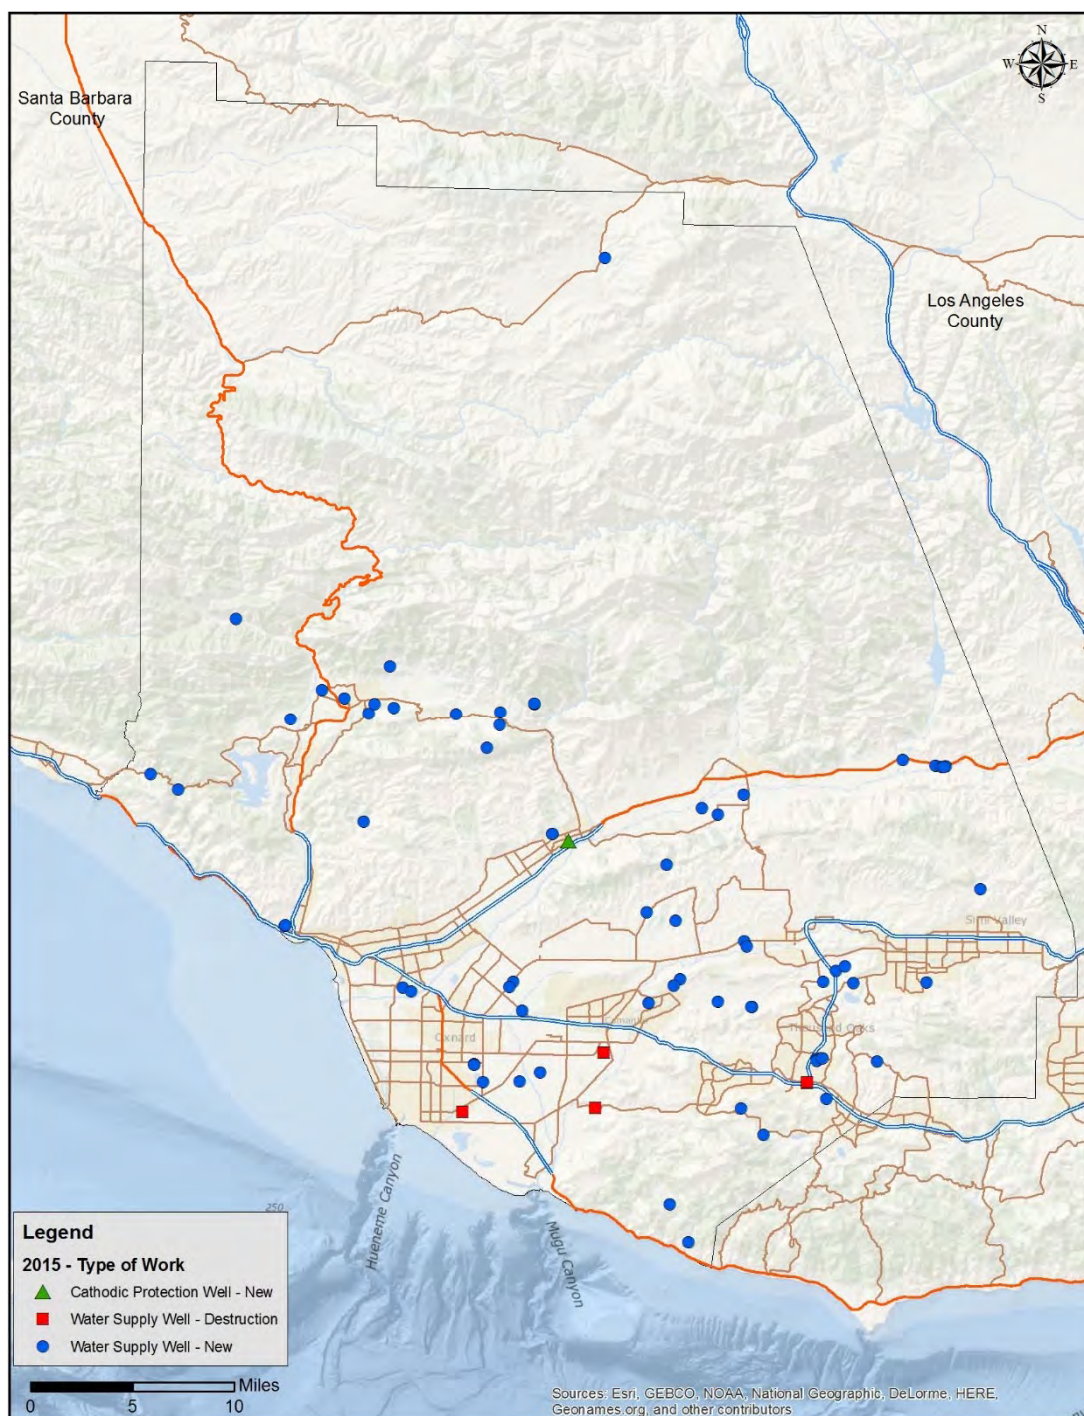 N
W E
S
Santa Barbara
County
Los Angeles
County
Simi Valley
Thousand Oaks
Camarillo
Oxnard
250
Hueneme Canyon
Mugu Canyon
Legend
2015 - Type of Work
Cathodic Protection Well - New
Water Supply Well - Destruction
Water Supply Well - New
Miles
0 5 10
Sources: Esri, GEBCO, NOAA, National Geographic, DeLorme, HERE,
Geonames.org, and other contributors